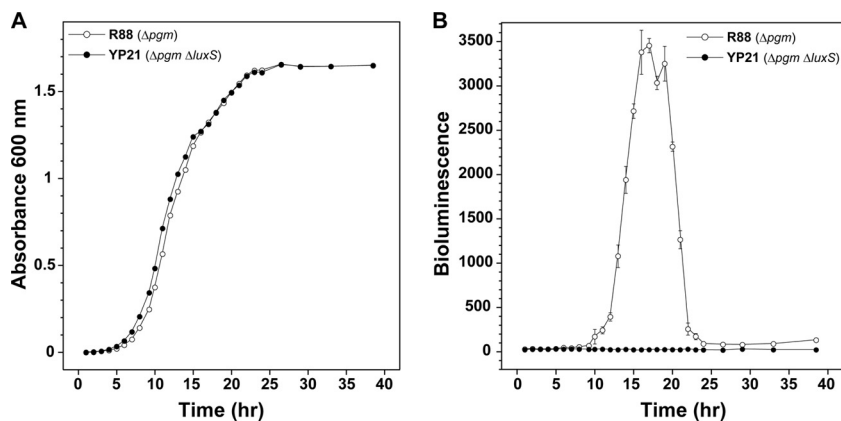 A
R88 (Δpgm)
YP21 (Δpgm ΔluxS)
Absorbance 600 nm
1.5
1
0.5
0
0 5 10 15 20 25 30 35 40
Time (hr)
B
R88 (Δpgm)
YP21 (Δpgm ΔluxS)
Bioluminescence
3500
3000
2500
2000
1500
1000
500
0
0 5 10 15 20 25 30 35 40
Time (hr)